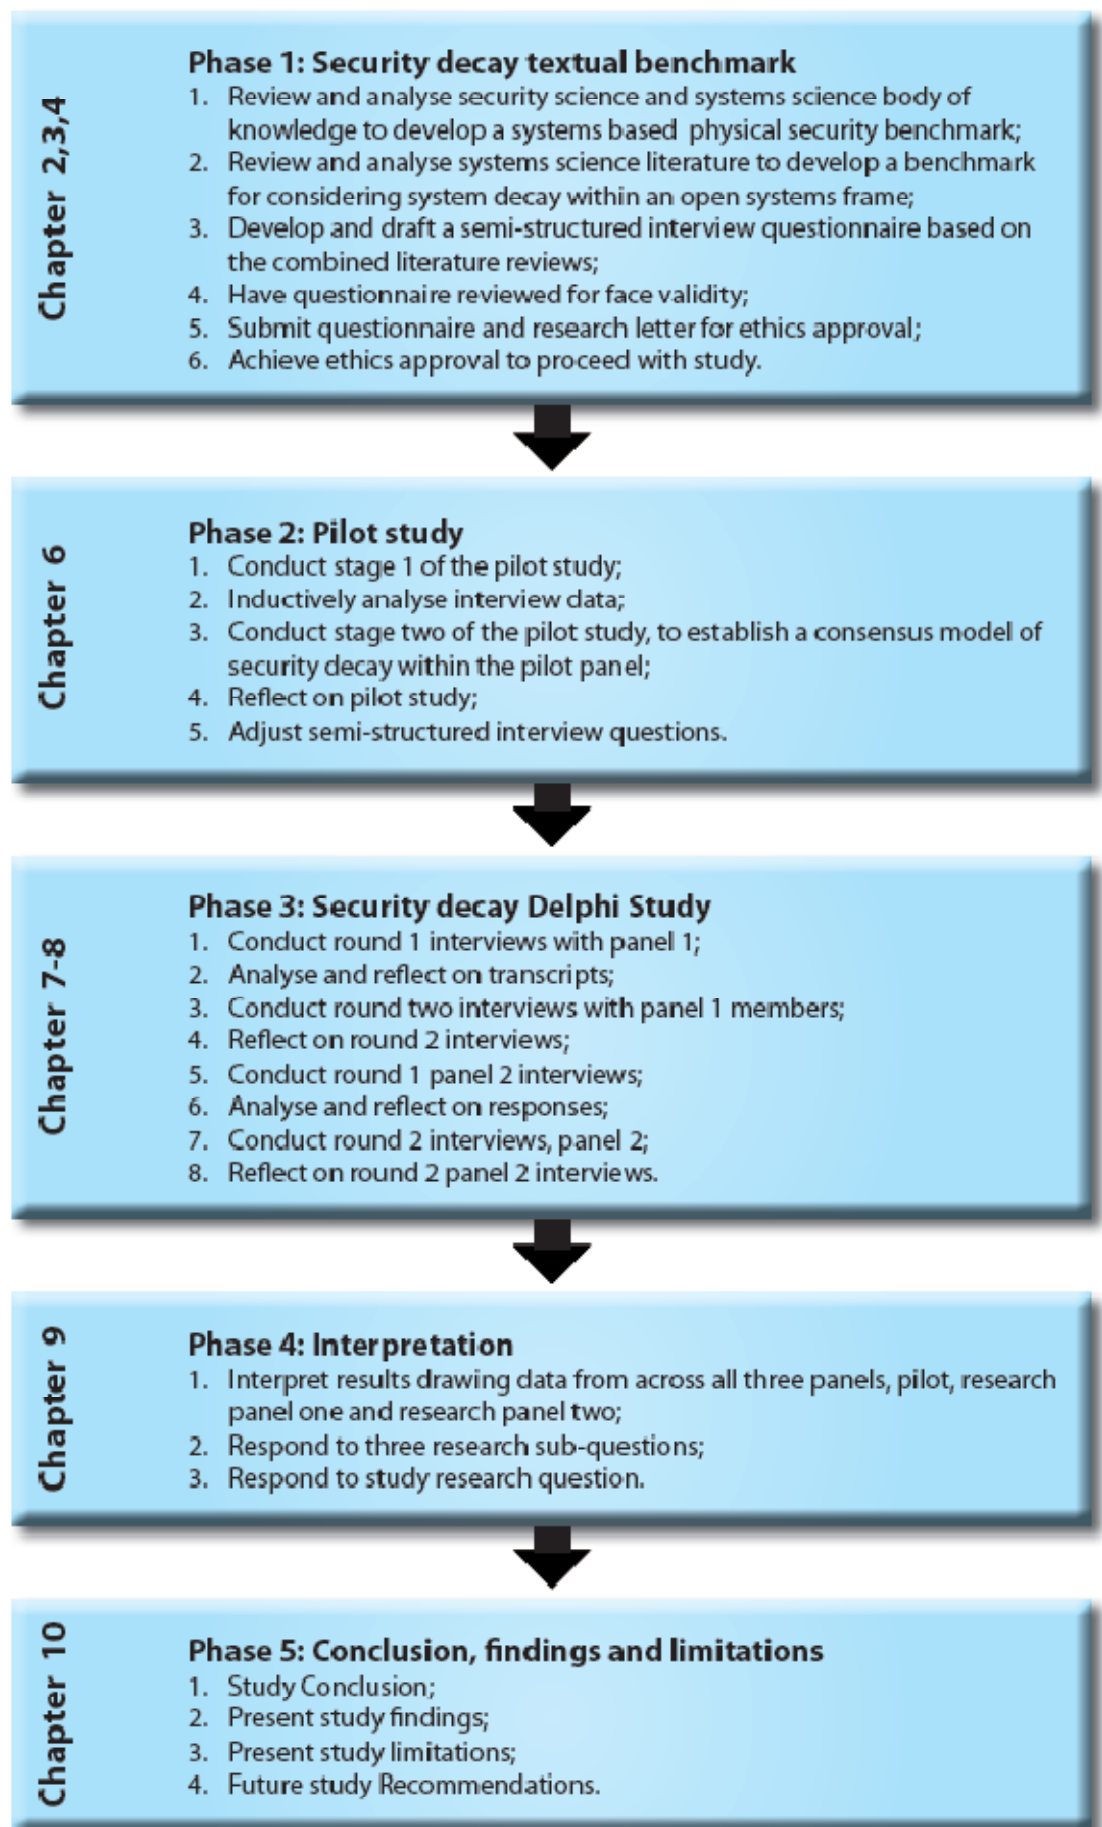 Chapter 2,3,4
Phase 1: Security decay textual benchmark
1. Review and analyse security science and systems science body of
knowledge to develop a systems based physical security benchmark;
2. Review and analyse systems science literature to develop a benchmark
for considering system decay within an open systems frame;
3. Develop and draft a semi-structured interview questionnaire based on
the combined literature reviews;
4. Have questionnaire reviewed for face validity;
5. Submit questionnaire and research letter for ethics approval;
6. Achieve ethics approval to proceed with study.
Chapter 6
Phase 2: Pilot study
1. Conduct stage 1 of the pilot study;
2. Inductively analyse interview data;
3. Conduct stage two of the pilot study, to establish a consensus model of
security decay within the pilot panel;
4. Reflect on pilot study;
5. Adjust semi-structured interview questions.
Chapter 7-8
Phase 3: Security decay Delphi Study
1. Conduct round 1 interviews with panel 1;
2. Analyse and reflect on transcripts;
3. Conduct round two interviews with panel 1 members;
4. Reflect on round 2 interviews;
5. Conduct round 1 panel 2 interviews;
6. Analyse and reflect on responses;
7. Conduct round 2 interviews, panel 2;
8. Reflect on round 2 panel 2 interviews.
Chapter 9
Phase 4: Interpretation
1. Interpret results drawing data from across all three panels, pilot, research
panel one and research panel two;
2. Respond to three research sub-questions;
3. Respond to study research question.
Chapter 10
Phase 5: Conclusion, findings and limitations
1. Study Conclusion;
2. Present study findings;
3. Present study limitations;
4. Future study Recommendations.